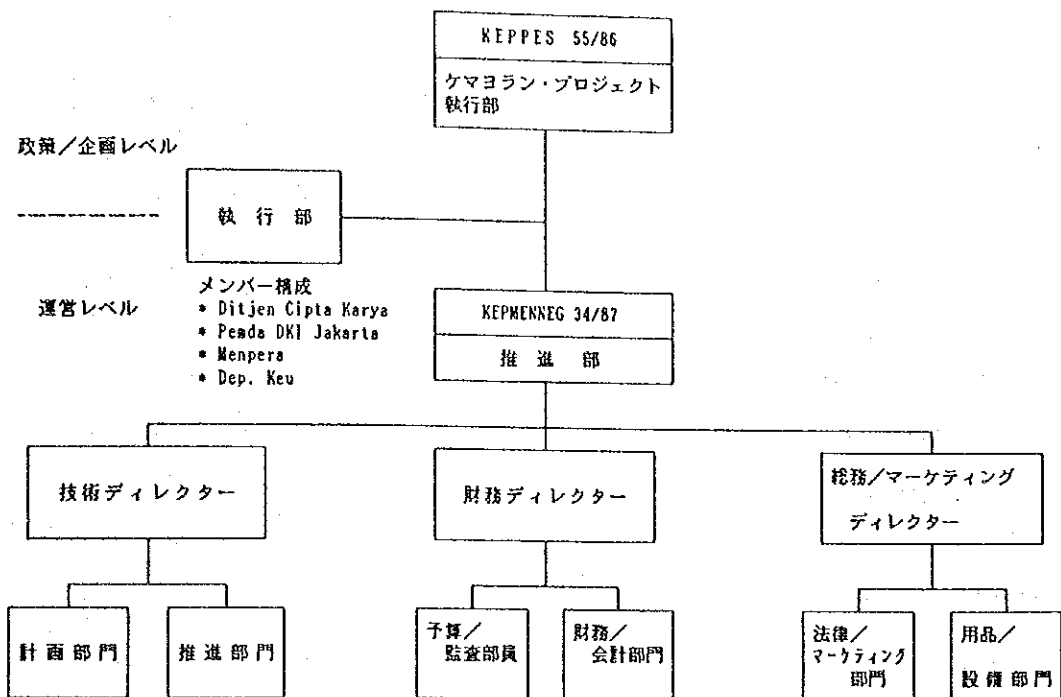 KEPPES 55/86
ケマヨラン・プロジェクト
執行部
政策/企画レベル
執行部
メンバー構成
* Ditjen Cipta Karya
* Pemda DKI Jakarta
* Menpera
* Dep. Keu
運営レベル
KEPMENNEG 34/87
推進部
技術ディレクター
財務ディレクター
総務/マーケティング
ディレクター
計画部門
推進部門
予算/
監査部員
財務/
会計部門
法律/
マーケティング
部門
用品/
設備部門